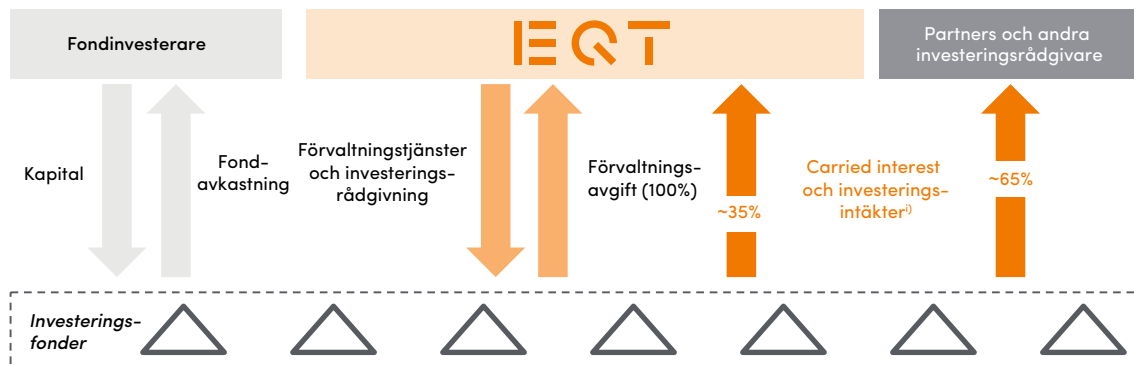 Fondinvesterare
EQT
Partners och andra
investeringsrådgivare
Kapital
Fond-
avkastning
Förvaltningstjänster
och investerings-
rådgivning
Förvaltnings-
avgift (100%)
~35%
Carried interest
och investerings-
intäkter¹⁾
~65%
Investerings-
fonder